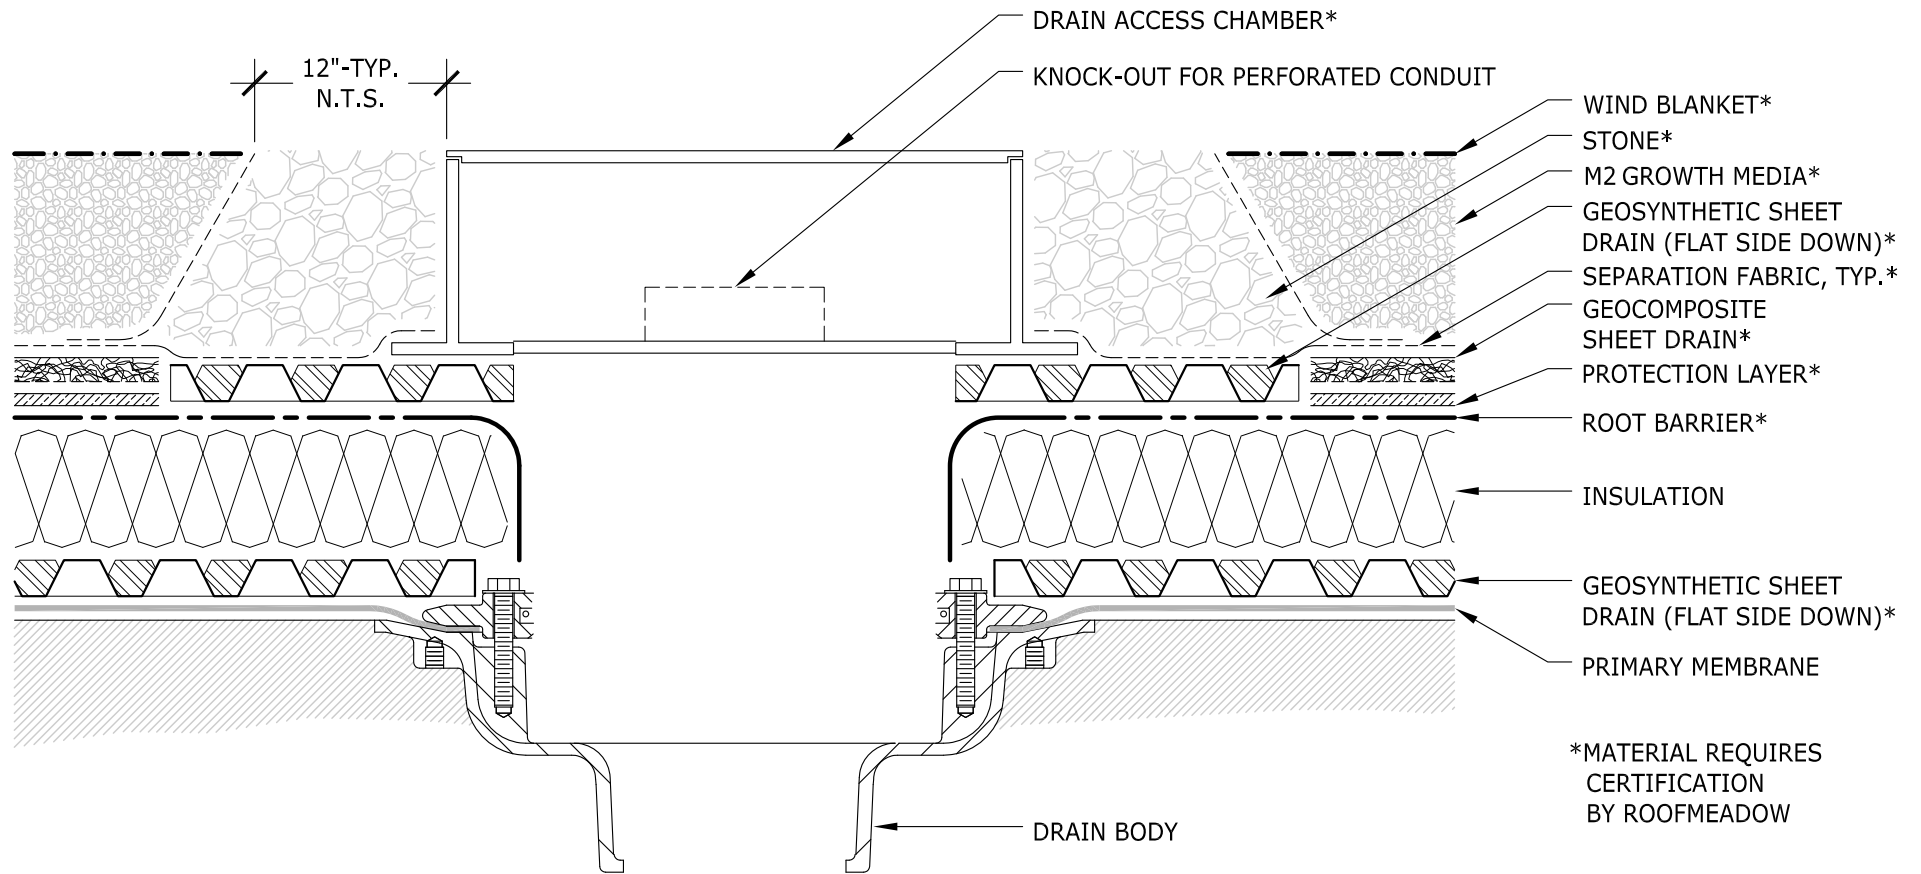 DRAIN ACCESS CHAMBER*
12"-TYP.
N.T.S.
KNOCK-OUT FOR PERFORATED CONDUIT
WIND BLANKET*
STONE*
M2 GROWTH MEDIA*
GEOSYNTHETIC SHEET
DRAIN (FLAT SIDE DOWN)*
SEPARATION FABRIC, TYP.*
GEOCOMPOSITE
SHEET DRAIN*
PROTECTION LAYER*
ROOT BARRIER*
INSULATION
GEOSYNTHETIC SHEET
DRAIN (FLAT SIDE DOWN)*
PRIMARY MEMBRANE
*MATERIAL REQUIRES
CERTIFICATION
BY ROOFMEADOW
DRAIN BODY